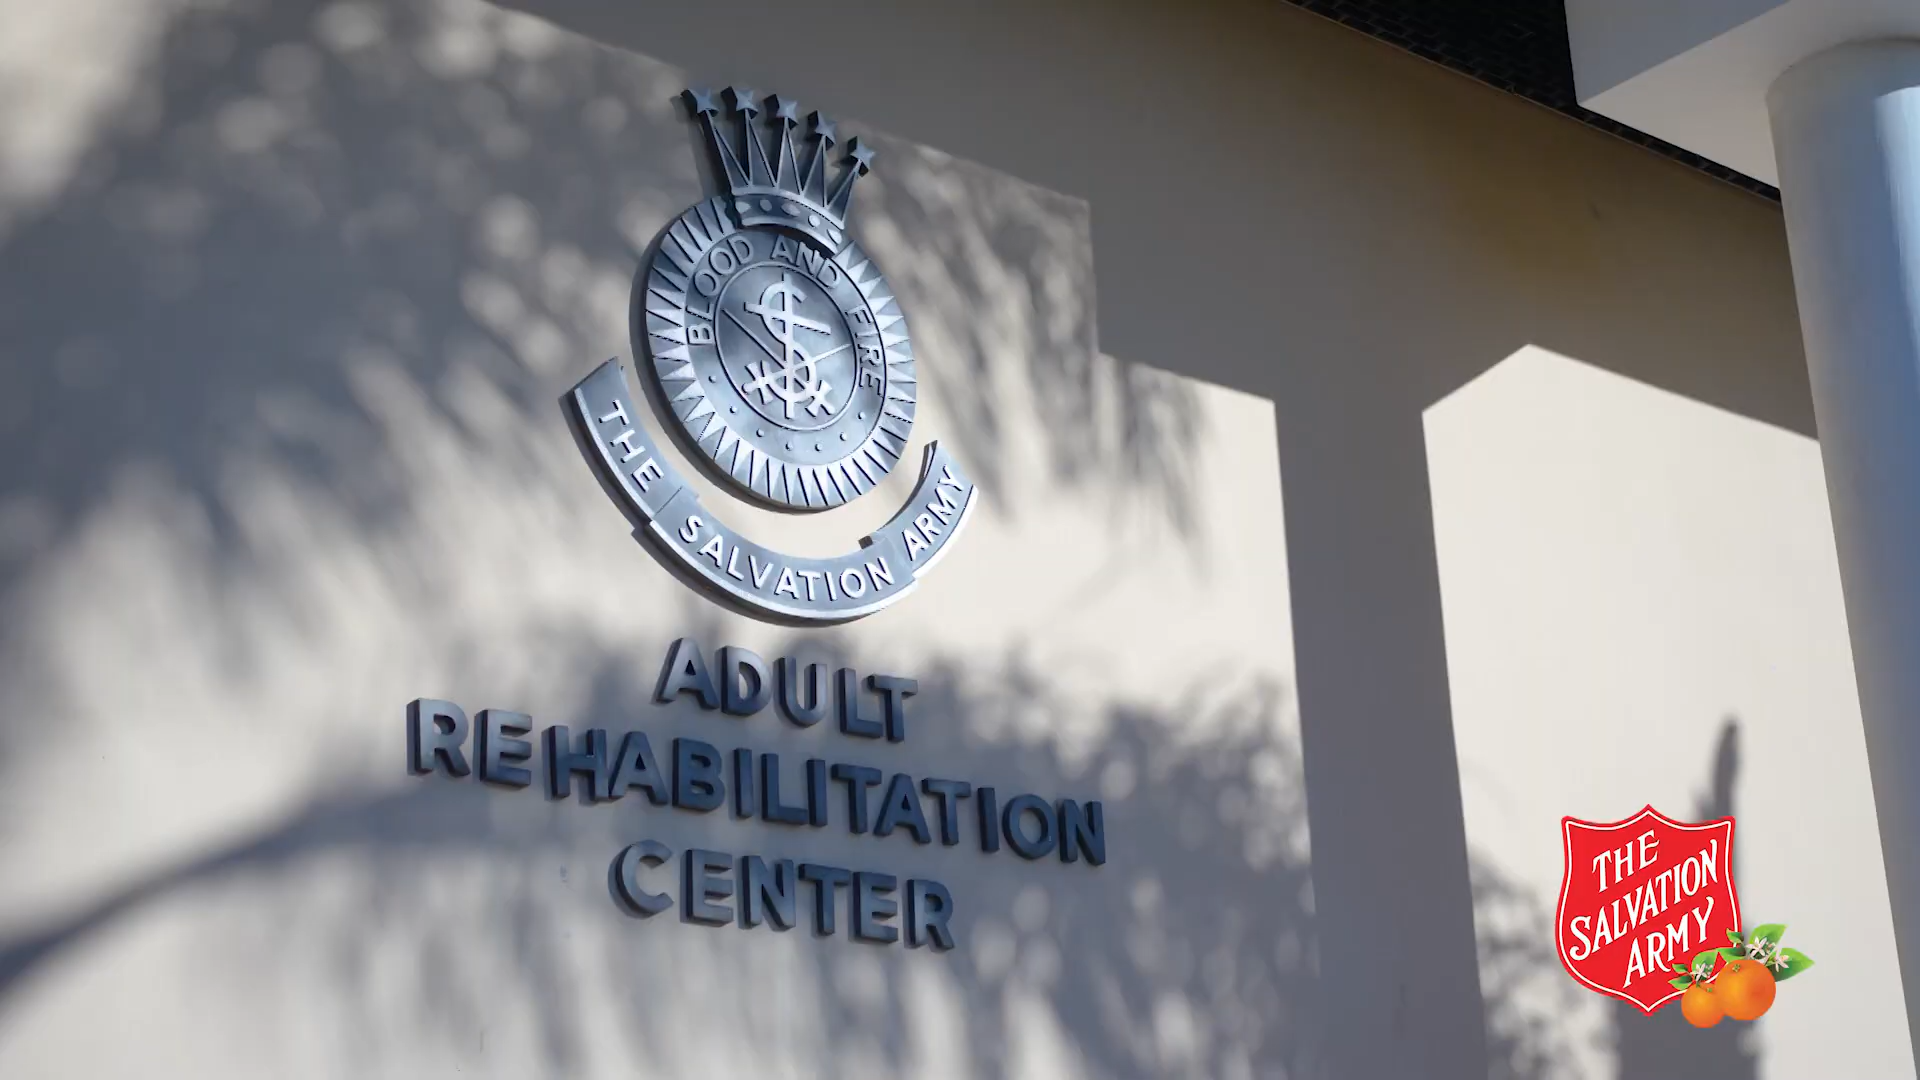 BLOOD AND FIRE
THE SALVATION ARMY
ADULT
REHABILITATION
CENTER
THE
SALVATION
ARMY